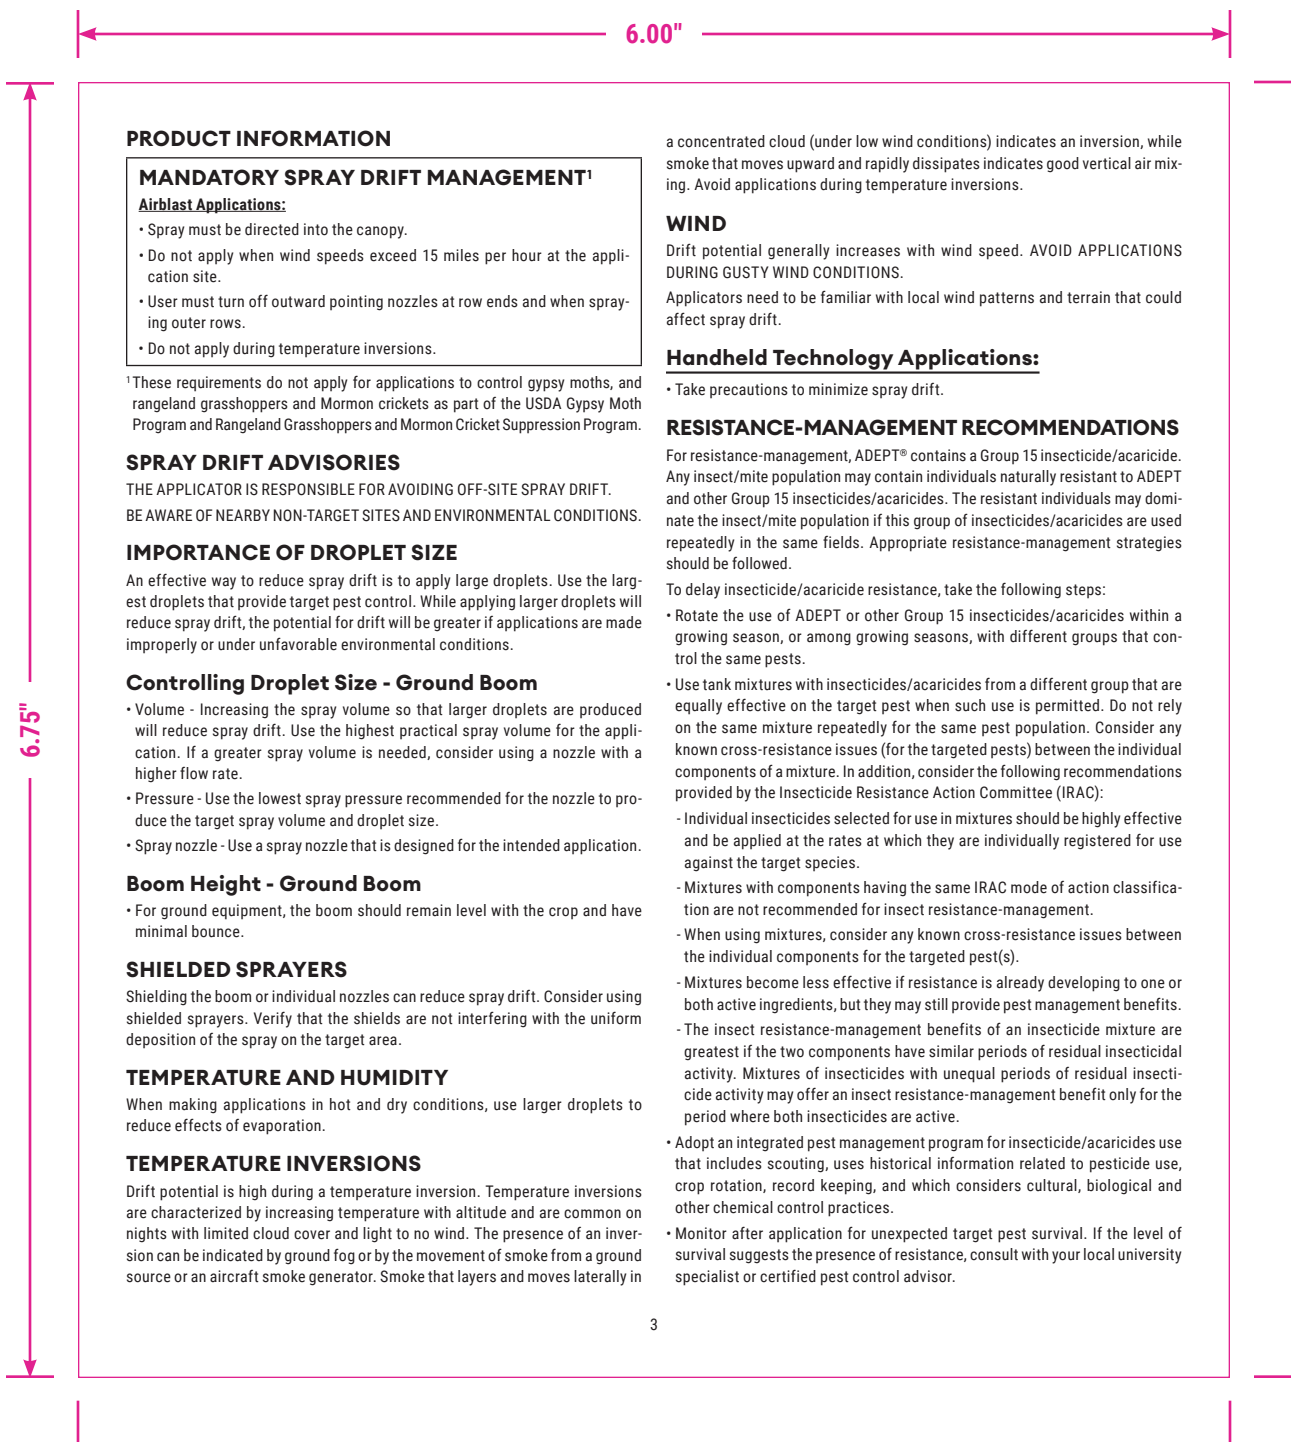 6.00"
6.75"
PRODUCT INFORMATION
MANDATORY SPRAY DRIFT MANAGEMENT¹
Airblast Applications:
• Spray must be directed into the canopy.
• Do not apply when wind speeds exceed 15 miles per hour at the appli-
cation site.
• User must turn off outward pointing nozzles at row ends and when spray-
ing outer rows.
• Do not apply during temperature inversions.
¹These requirements do not apply for applications to control gypsy moths, and
rangeland grasshoppers and Mormon crickets as part of the USDA Gypsy Moth
Program and Rangeland Grasshoppers and Mormon Cricket Suppression Program.
SPRAY DRIFT ADVISORIES
THE APPLICATOR IS RESPONSIBLE FOR AVOIDING OFF-SITE SPRAY DRIFT.
BE AWARE OF NEARBY NON-TARGET SITES AND ENVIRONMENTAL CONDITIONS.
IMPORTANCE OF DROPLET SIZE
An effective way to reduce spray drift is to apply large droplets. Use the larg-
est droplets that provide target pest control. While applying larger droplets will
reduce spray drift, the potential for drift will be greater if applications are made
improperly or under unfavorable environmental conditions.
Controlling Droplet Size - Ground Boom
• Volume - Increasing the spray volume so that larger droplets are produced
will reduce spray drift. Use the highest practical spray volume for the appli-
cation. If a greater spray volume is needed, consider using a nozzle with a
higher flow rate.
• Pressure - Use the lowest spray pressure recommended for the nozzle to pro-
duce the target spray volume and droplet size.
• Spray nozzle - Use a spray nozzle that is designed for the intended application.
Boom Height - Ground Boom
• For ground equipment, the boom should remain level with the crop and have
minimal bounce.
SHIELDED SPRAYERS
Shielding the boom or individual nozzles can reduce spray drift. Consider using
shielded sprayers. Verify that the shields are not interfering with the uniform
deposition of the spray on the target area.
TEMPERATURE AND HUMIDITY
When making applications in hot and dry conditions, use larger droplets to
reduce effects of evaporation.
TEMPERATURE INVERSIONS
Drift potential is high during a temperature inversion. Temperature inversions
are characterized by increasing temperature with altitude and are common on
nights with limited cloud cover and light to no wind. The presence of an inver-
sion can be indicated by ground fog or by the movement of smoke from a ground
source or an aircraft smoke generator. Smoke that layers and moves laterally in
a concentrated cloud (under low wind conditions) indicates an inversion, while
smoke that moves upward and rapidly dissipates indicates good vertical air mix-
ing. Avoid applications during temperature inversions.
WIND
Drift potential generally increases with wind speed. AVOID APPLICATIONS
DURING GUSTY WIND CONDITIONS.
Applicators need to be familiar with local wind patterns and terrain that could
affect spray drift.
Handheld Technology Applications:
• Take precautions to minimize spray drift.
RESISTANCE-MANAGEMENT RECOMMENDATIONS
For resistance-management, ADEPT® contains a Group 15 insecticide/acaricide.
Any insect/mite population may contain individuals naturally resistant to ADEPT
and other Group 15 insecticides/acaricides. The resistant individuals may domi-
nate the insect/mite population if this group of insecticides/acaricides are used
repeatedly in the same fields. Appropriate resistance-management strategies
should be followed.
To delay insecticide/acaricide resistance, take the following steps:
• Rotate the use of ADEPT or other Group 15 insecticides/acaricides within a
growing season, or among growing seasons, with different groups that con-
trol the same pests.
• Use tank mixtures with insecticides/acaricides from a different group that are
equally effective on the target pest when such use is permitted. Do not rely
on the same mixture repeatedly for the same pest population. Consider any
known cross-resistance issues (for the targeted pests) between the individual
components of a mixture. In addition, consider the following recommendations
provided by the Insecticide Resistance Action Committee (IRAC):
- Individual insecticides selected for use in mixtures should be highly effective
and be applied at the rates at which they are individually registered for use
against the target species.
- Mixtures with components having the same IRAC mode of action classifica-
tion are not recommended for insect resistance-management.
- When using mixtures, consider any known cross-resistance issues between
the individual components for the targeted pest(s).
- Mixtures become less effective if resistance is already developing to one or
both active ingredients, but they may still provide pest management benefits.
- The insect resistance-management benefits of an insecticide mixture are
greatest if the two components have similar periods of residual insecticidal
activity. Mixtures of insecticides with unequal periods of residual insecti-
cide activity may offer an insect resistance-management benefit only for the
period where both insecticides are active.
• Adopt an integrated pest management program for insecticide/acaricides use
that includes scouting, uses historical information related to pesticide use,
crop rotation, record keeping, and which considers cultural, biological and
other chemical control practices.
• Monitor after application for unexpected target pest survival. If the level of
survival suggests the presence of resistance, consult with your local university
specialist or certified pest control advisor.
3